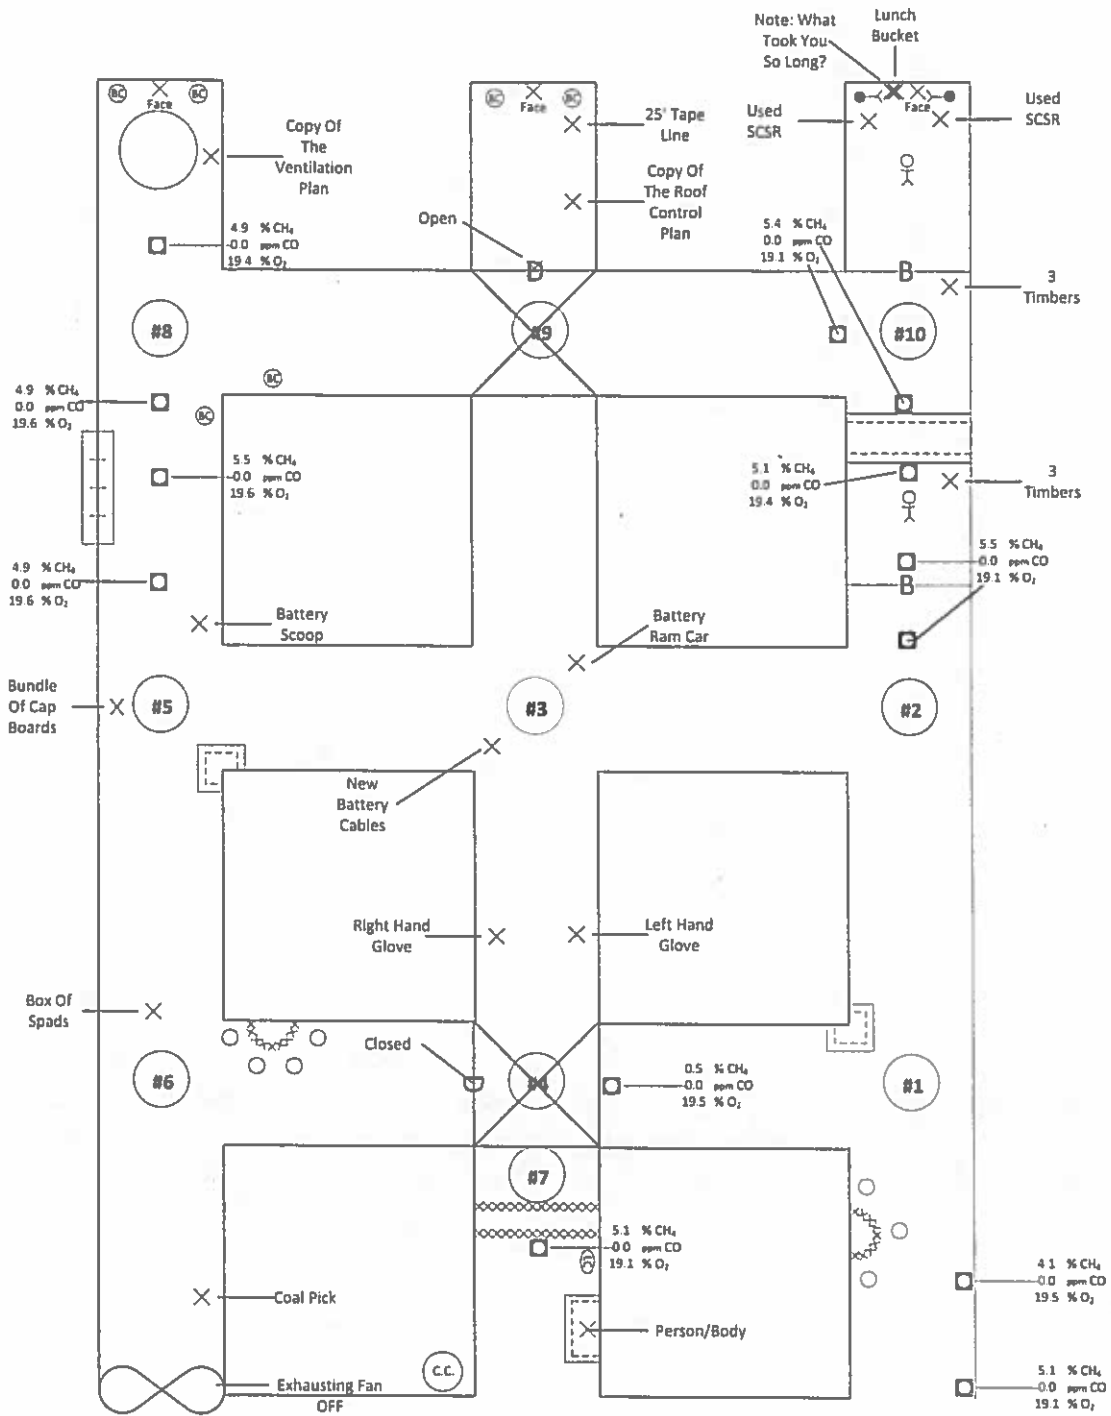 Note: What
Took You
So Long?
Lunch
Bucket
BC
Face
BC
BC
Face
BC
Face
Used
SCSR
Used
SCSR
Copy Of
The
Ventilation
Plan
25' Tape
Line
Copy Of
The Roof
Control
Plan
Open
4.9 % CH₄
0.0 ppm CO
19.4 % O₂
5.4 % CH₄
0.0 ppm CO
19.1 % O₂
D
B
3
Timbers
#8
#9
#10
BC
BC
4.9 % CH₄
0.0 ppm CO
19.6 % O₂
5.5 % CH₄
0.0 ppm CO
19.6 % O₂
5.1 % CH₄
0.0 ppm CO
19.4 % O₂
3
Timbers
4.9 % CH₄
0.0 ppm CO
19.6 % O₂
5.5 % CH₄
0.0 ppm CO
19.1 % O₂
B
Battery
Scoop
Battery
Ram Car
Bundle
Of Cap
Boards
#5
#3
#2
New
Battery
Cables
Right Hand
Glove
Left Hand
Glove
Box Of
Spads
Closed
#6
#4
0.5 % CH₄
0.0 ppm CO
19.5 % O₂
#1
#7
5.1 % CH₄
0.0 ppm CO
19.1 % O₂
4.1 % CH₄
0.0 ppm CO
19.5 % O₂
Coal Pick
Person/Body
C.C.
Exhausting Fan
OFF
5.1 % CH₄
0.0 ppm CO
19.1 % O₂